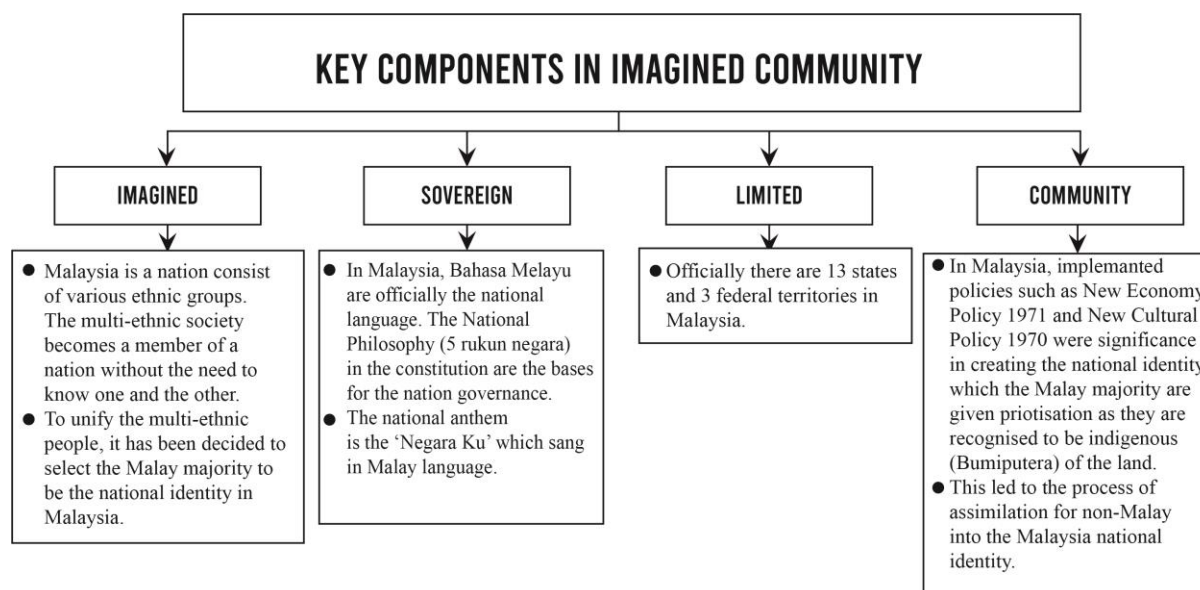 KEY COMPONENTS IN IMAGINED COMMUNITY
IMAGINED
● Malaysia is a nation consist
of various ethnic groups.
The multi-ethnic society
becomes a member of a
nation without the need to
know one and the other.
● To unify the multi-ethnic
people, it has been decided to
select the Malay majority to
be the national identity in
Malaysia.
SOVEREIGN
● In Malaysia, Bahasa Melayu
are officially the national
language. The National
Philosophy (5 rukun negara)
in the constitution are the bases
for the nation governance.
● The national anthem
is the ‘Negara Ku’ which sang
in Malay language.
LIMITED
● Officially there are 13 states
and 3 federal territories in
Malaysia.
COMMUNITY
● In Malaysia, implemanted
policies such as New Economy
Policy 1971 and New Cultural
Policy 1970 were significance
in creating the national identity
which the Malay majority are
given priotisation as they are
recognised to be indigenous
(Bumiputera) of the land.
● This led to the process of
assimilation for non-Malay
into the Malaysia national
identity.